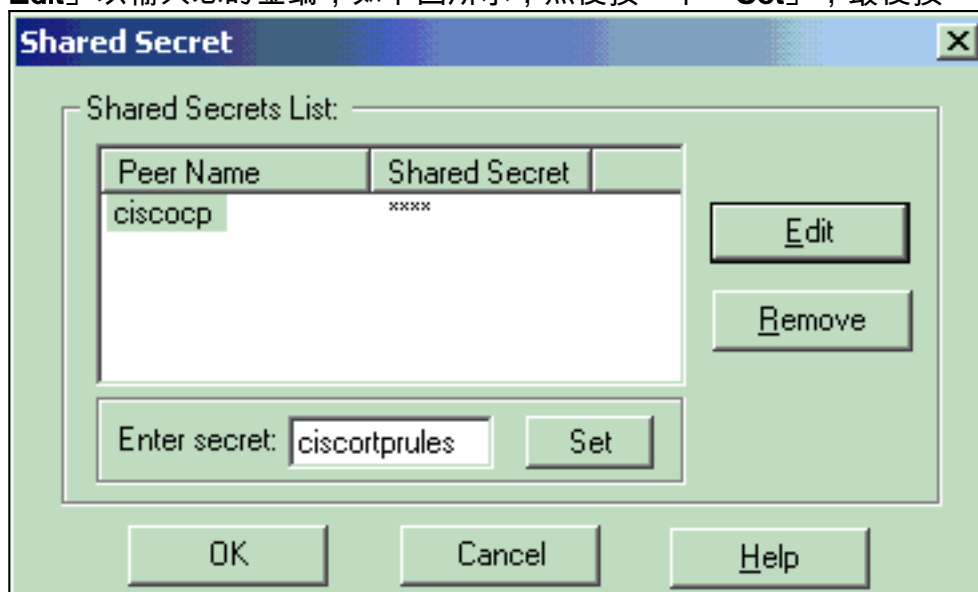 Shared Secret
Shared Secrets List:
Peer Name Shared Secret
ciscocp ****
Edit
Remove
Enter secret: ciscortprules Set
OK Cancel Help